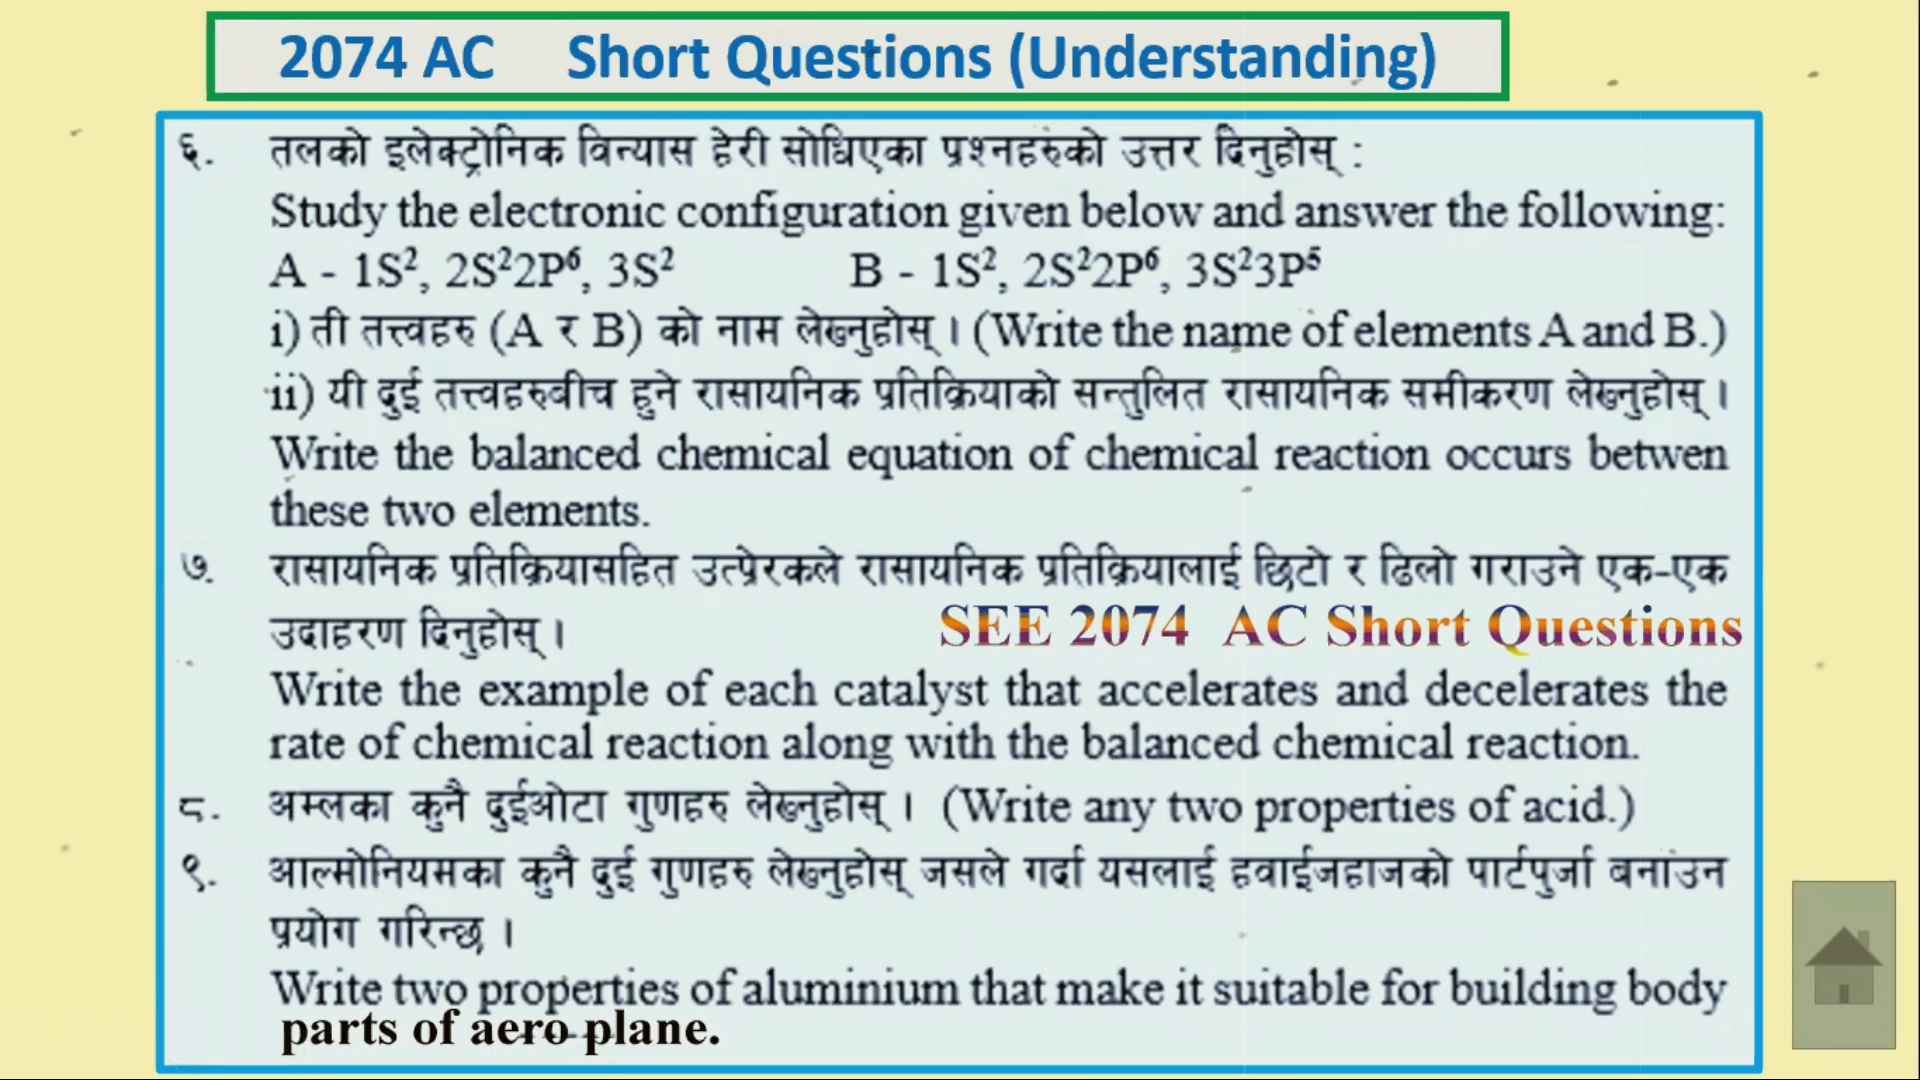 2074 AC Short Questions (Understanding)
६. तलको इलेक्ट्रोनिक विन्यास हेरी सोधिएका प्रश्नहरुको उत्तर दिनुहोस् :
Study the electronic configuration given below and answer the following:
A - 1S², 2S²2P⁶, 3S² B - 1S², 2S²2P⁶, 3S²3P⁵
i) ती तत्त्वहरु (A र B) को नाम लेख्नुहोस् । (Write the name of elements A and B.)
ii) यी दुई तत्त्वहरुबीच हुने रासायनिक प्रतिक्रियाको सन्तुलित रासायनिक समीकरण लेख्नुहोस् ।
Write the balanced chemical equation of chemical reaction occurs betwen
these two elements.
७. रासायनिक प्रतिक्रियासहित उत्प्रेरकले रासायनिक प्रतिक्रियालाई छिटो र ढिलो गराउने एक-एक
उदाहरण दिनुहोस् ।
SEE 2074 AC Short Questions
Write the example of each catalyst that accelerates and decelerates the
rate of chemical reaction along with the balanced chemical reaction.
८. अम्लका कुनै दुईओटा गुणहरु लेख्नुहोस् । (Write any two properties of acid.)
९. आल्मोनियमका कुनै दुई गुणहरु लेख्नुहोस् जसले गर्दा यसलाई हवाईजहाजको पार्टपुर्जा बनाउन
प्रयोग गरिन्छ ।
Write two properties of aluminium that make it suitable for building body
parts of aero plane.